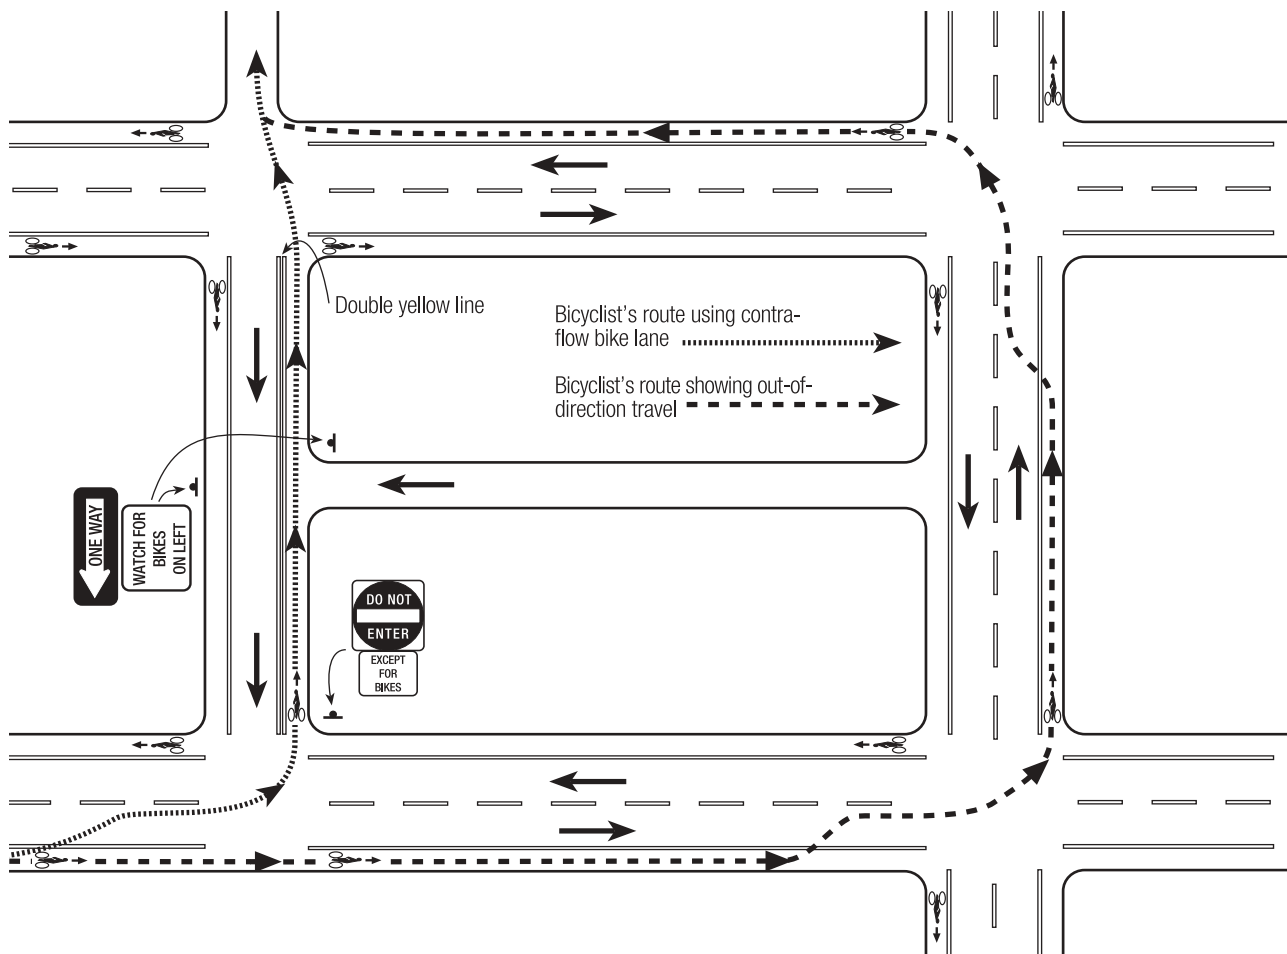 Double yellow line
Bicyclist's route using contra-
flow bike lane
Bicyclist's route showing out-of-
direction travel
ONE WAY
WATCH FOR
BIKES
ON LEFT
DO NOT
ENTER
EXCEPT
FOR
BIKES